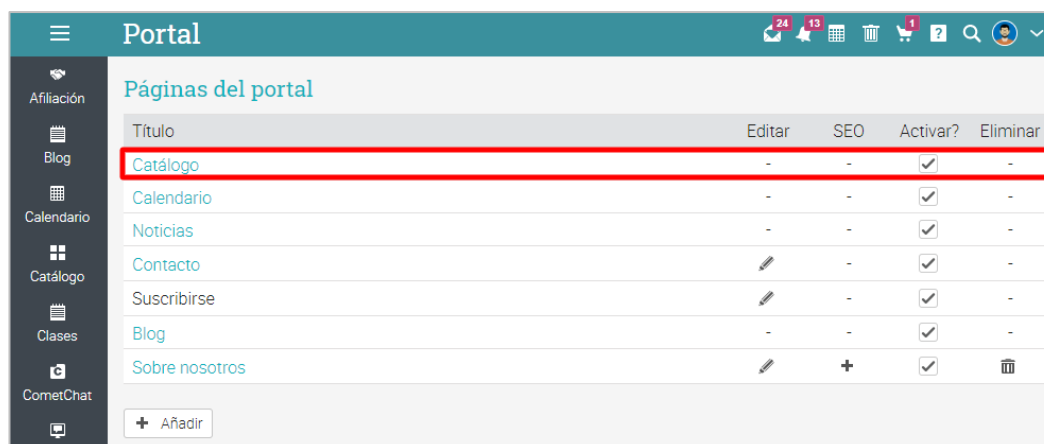 Portal
24
13
1
?
Afiliación
Blog
Calendario
Catálogo
Clases
C
CometChat
Páginas del portal
Título Editar SEO Activar? Eliminar
Catálogo - - -
Calendario - - -
Noticias - - -
Contacto - -
Suscribirse - -
Blog - - -
Sobre nosotros +
+ Añadir